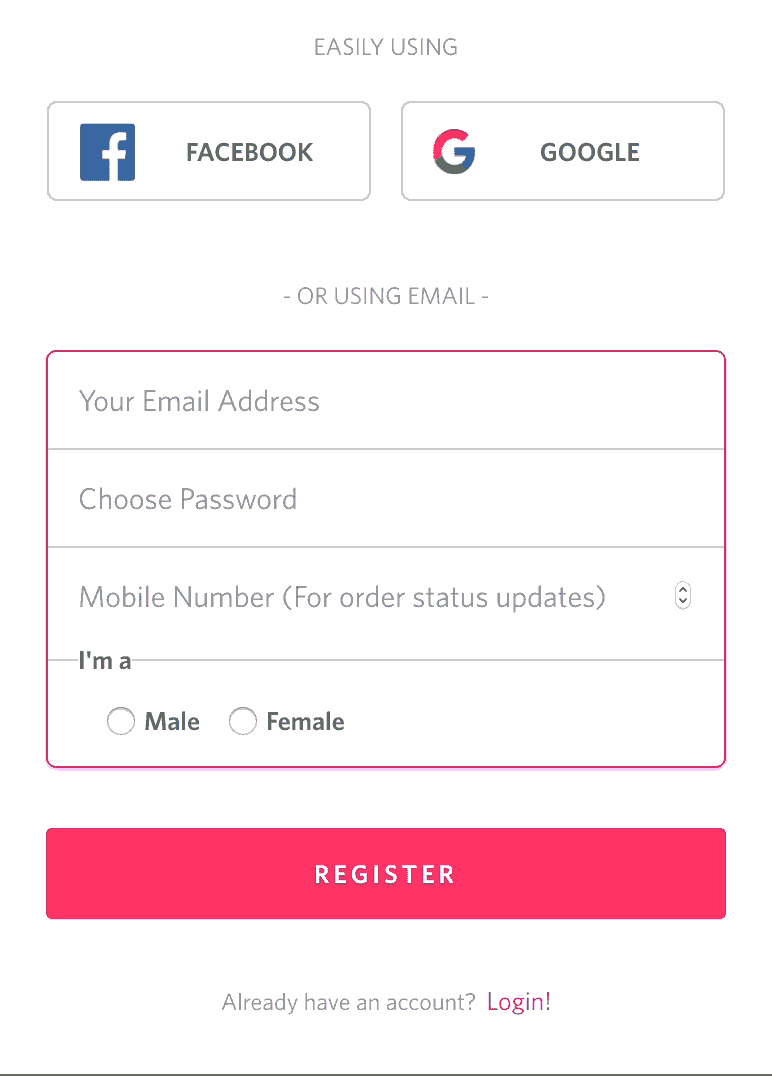 EASILY USING
FACEBOOK
GOOGLE
- OR USING EMAIL -
Your Email Address
Choose Password
Mobile Number (For order status updates)
I'm a
Male Female
REGISTER
Already have an account? Login!